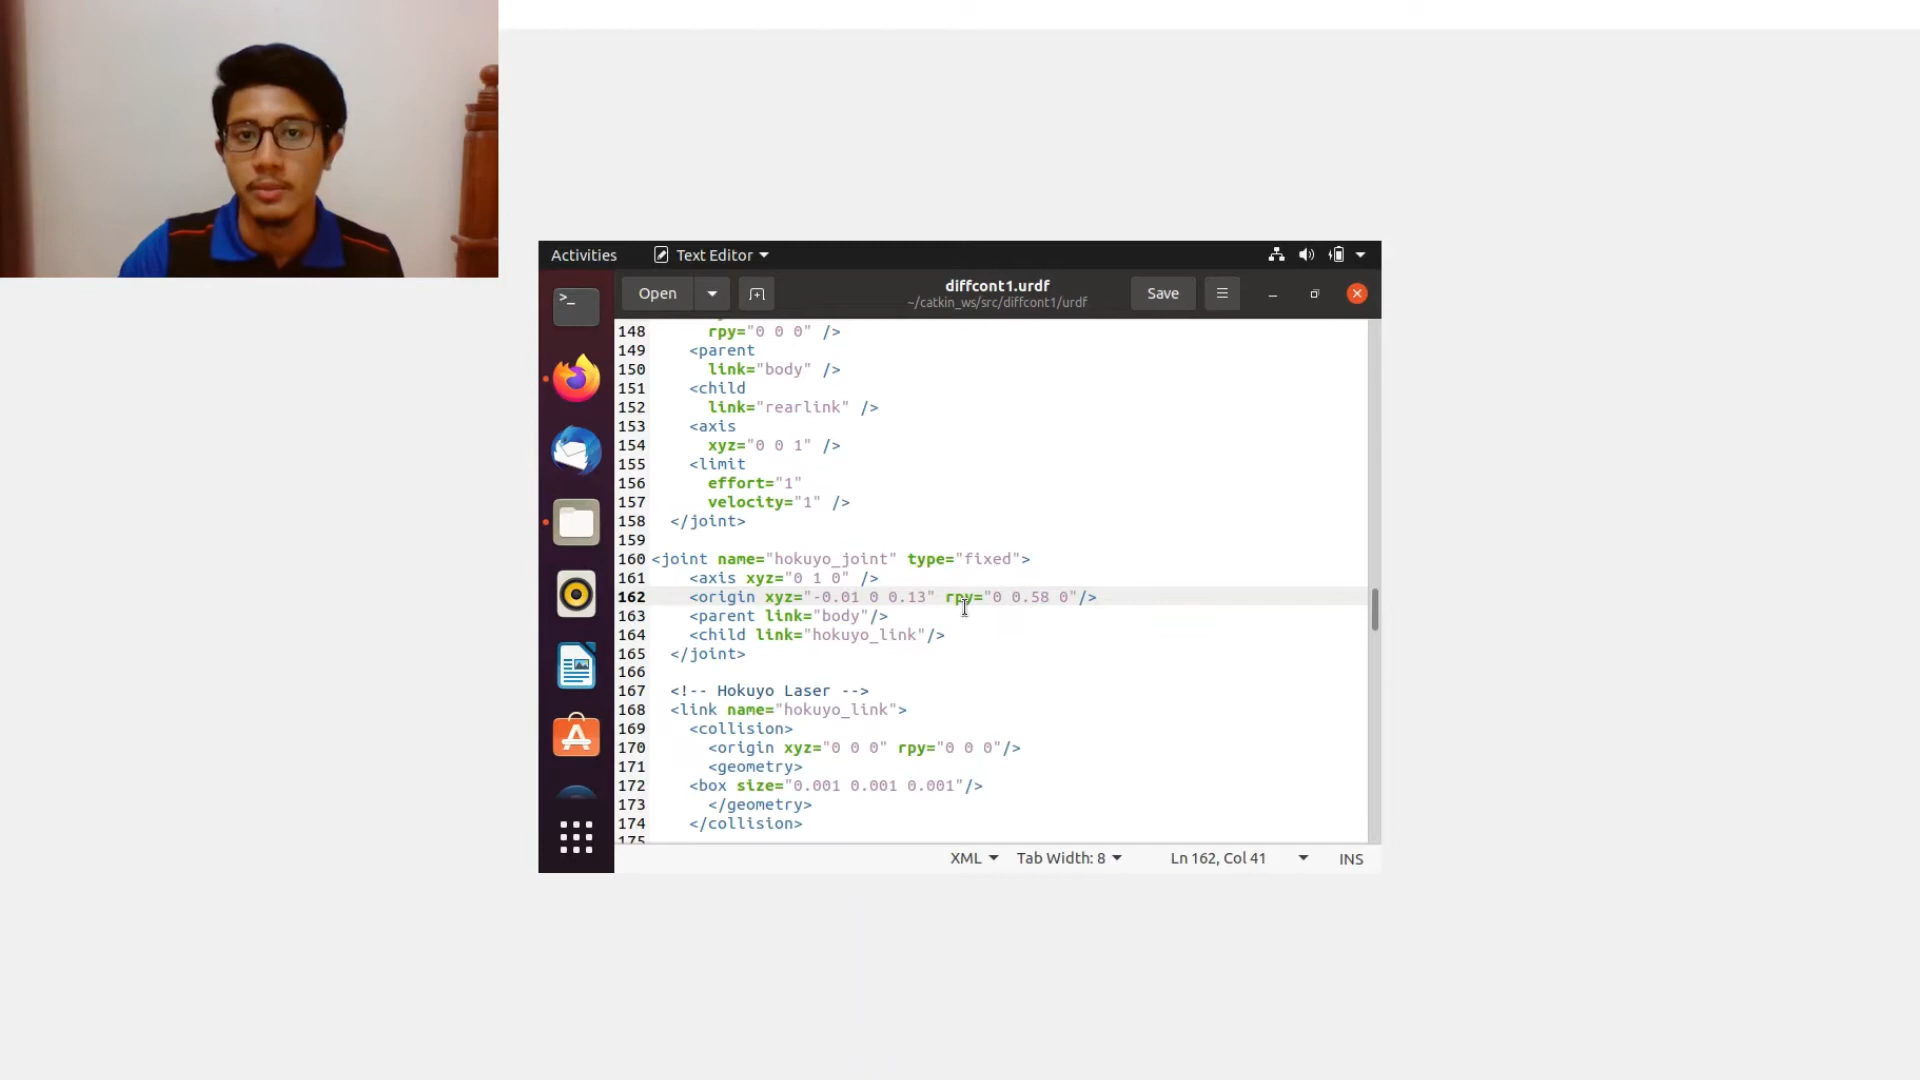 Activities Text Editor
Open diffcont1.urdf Save
~/catkin_ws/src/diffcont1/urdf
148 rpy="0 0 0" />
149 <parent
150 link="body" />
151 <child
152 link="rearlink" />
153 <axis
154 xyz="0 0 1" />
155 <limit
156 effort="1"
157 velocity="1" />
158 </joint>
159
160 <joint name="hokuyo_joint" type="fixed">
161 <axis xyz="0 1 0" />
162 <origin xyz="-0.01 0 0.13" rpy="0 0.58 0"/>
163 <parent link="body"/>
164 <child link="hokuyo_link"/>
165 </joint>
166
167 <!-- Hokuyo Laser -->
168 <link name="hokuyo_link">
169 <collision>
170 <origin xyz="0 0 0" rpy="0 0 0"/>
171 <geometry>
172 <box size="0.001 0.001 0.001"/>
173 </geometry>
174 </collision>
175
XML Tab Width: 8 Ln 162, Col 41 INS